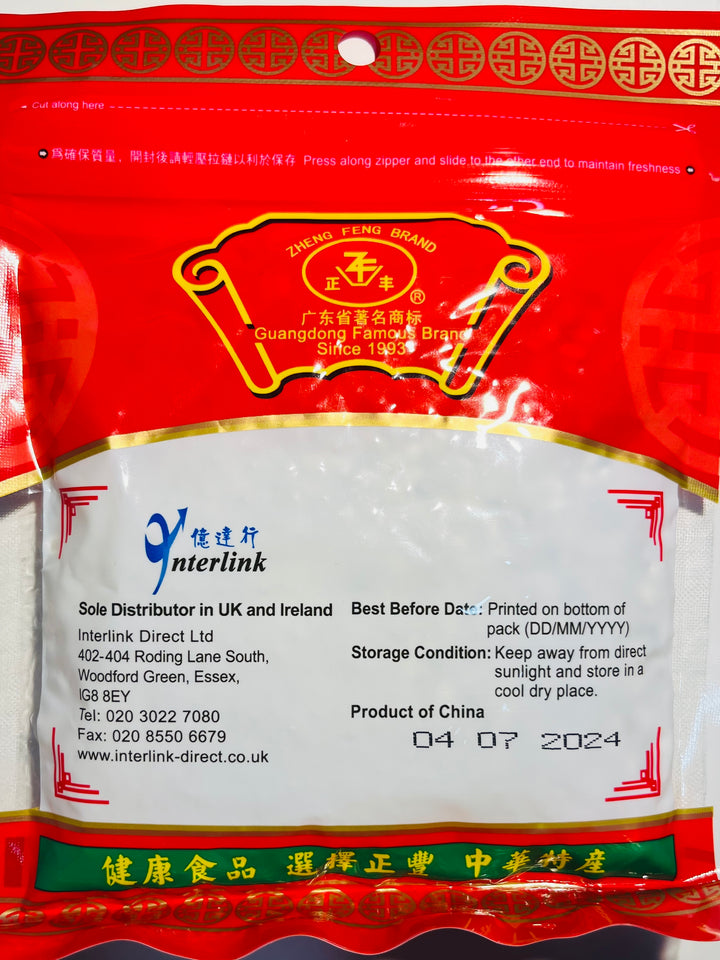 Cut along here
為確保質量，開封後請輕壓拉鏈以利於保存 Press along zipper and slide to the other end to maintain freshness
ZHENG FENG BRAND
正 丰
®
广东省著名商标
Guangdong Famous Brand
Since 1993
億達行
Interlink
Sole Distributor in UK and Ireland
Interlink Direct Ltd
402-404 Roding Lane South,
Woodford Green, Essex,
IG8 8EY
Tel: 020 3022 7080
Fax: 020 8550 6679
www.interlink-direct.co.uk
Best Before Date: Printed on bottom of
pack (DD/MM/YYYY)
Storage Condition: Keep away from direct
sunlight and store in a
cool dry place.
Product of China
04 07 2024
健康食品 選擇正豐 中華特產